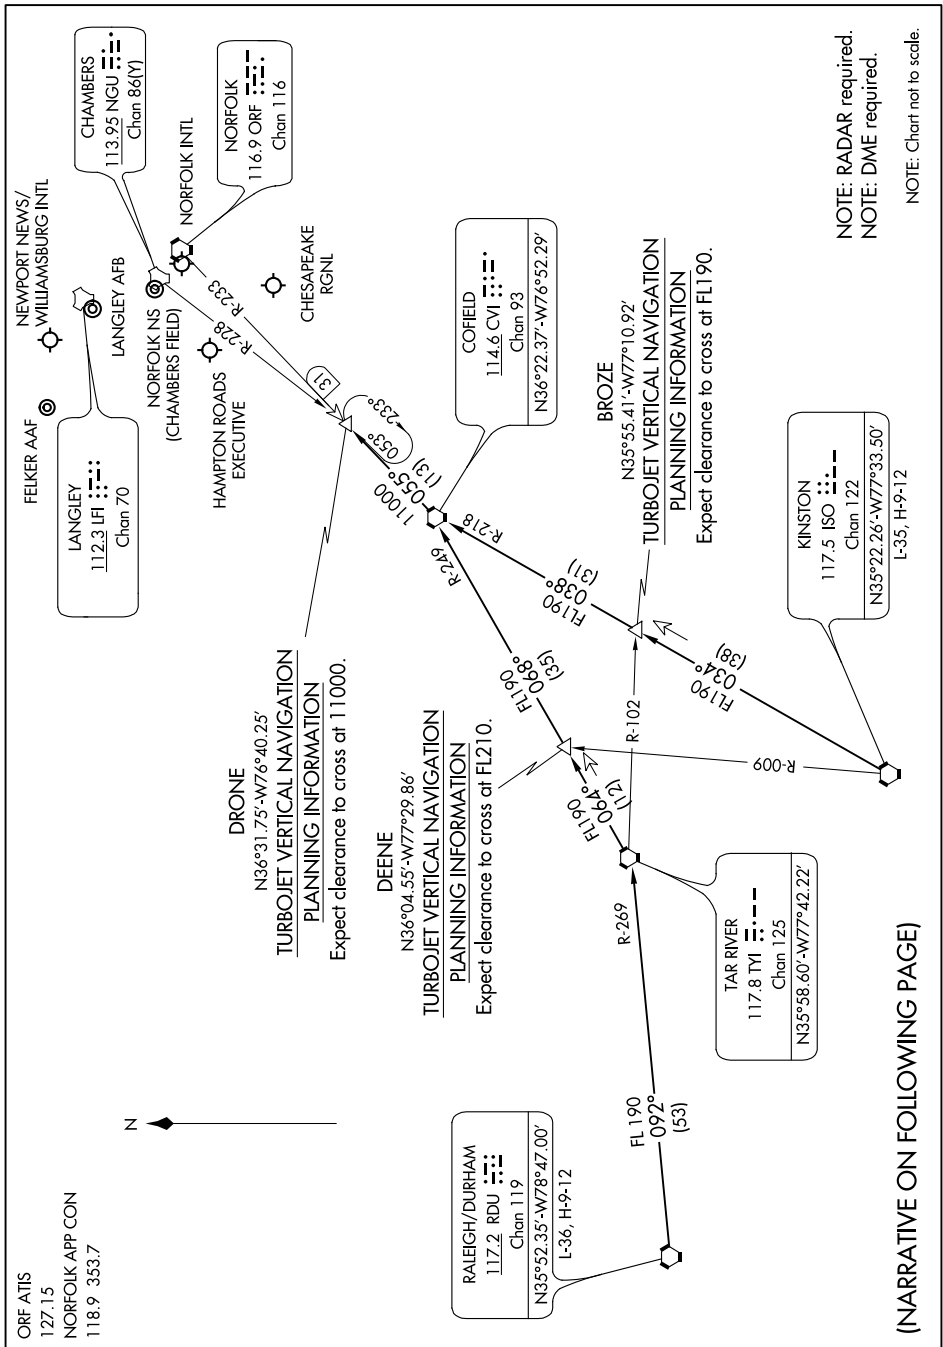 ORF ATIS
127.15
NORFOLK APP CON
118.9 353.7
N
RALEIGH/DURHAM
117.2 RDU
Chan 119
N35°52.35'-W78°47.00'
L-36, H-9-12
FL 190
092°
(53)
R-269
TAR RIVER
117.8 TYI
Chan 125
N35°58.60'-W77°42.22'
FL190
064°
(12)
R-102
R-009
DRONE
N36°31.75'-W76°40.25'
TURBOJET VERTICAL NAVIGATION
PLANNING INFORMATION
Expect clearance to cross at 11000.
DEENE
N36°04.55'-W77°29.86'
TURBOJET VERTICAL NAVIGATION
PLANNING INFORMATION
Expect clearance to cross at FL210.
FL190
068°
(35)
R-249
FL190
034°
(38)
FL190
038°
(31)
R-218
KINSTON
117.5 ISO
Chan 122
N35°22.26'-W77°33.50'
L-35, H-9-12
BROZE
N35°55.41'-W77°10.92'
TURBOJET VERTICAL NAVIGATION
PLANNING INFORMATION
Expect clearance to cross at FL190.
COFIELD
114.6 CVI
Chan 93
N36°22.37'-W76°52.29'
11000
055°
(13)
053°
233°
31
R-228
R-233
LANGLEY
112.3 LFI
Chan 70
FELKER AAF
NEWPORT NEWS/
WILLIAMSBURG INTL
LANGLEY AFB
NORFOLK NS
(CHAMBERS FIELD)
HAMPTON ROADS
EXECUTIVE
CHAMBERS
113.95 NGU
Chan 86(Y)
NORFOLK INTL
NORFOLK
116.9 ORF
Chan 116
CHESAPEAKE
RGNL
NOTE: RADAR required.
NOTE: DME required.
NOTE: Chart not to scale.
(NARRATIVE ON FOLLOWING PAGE)